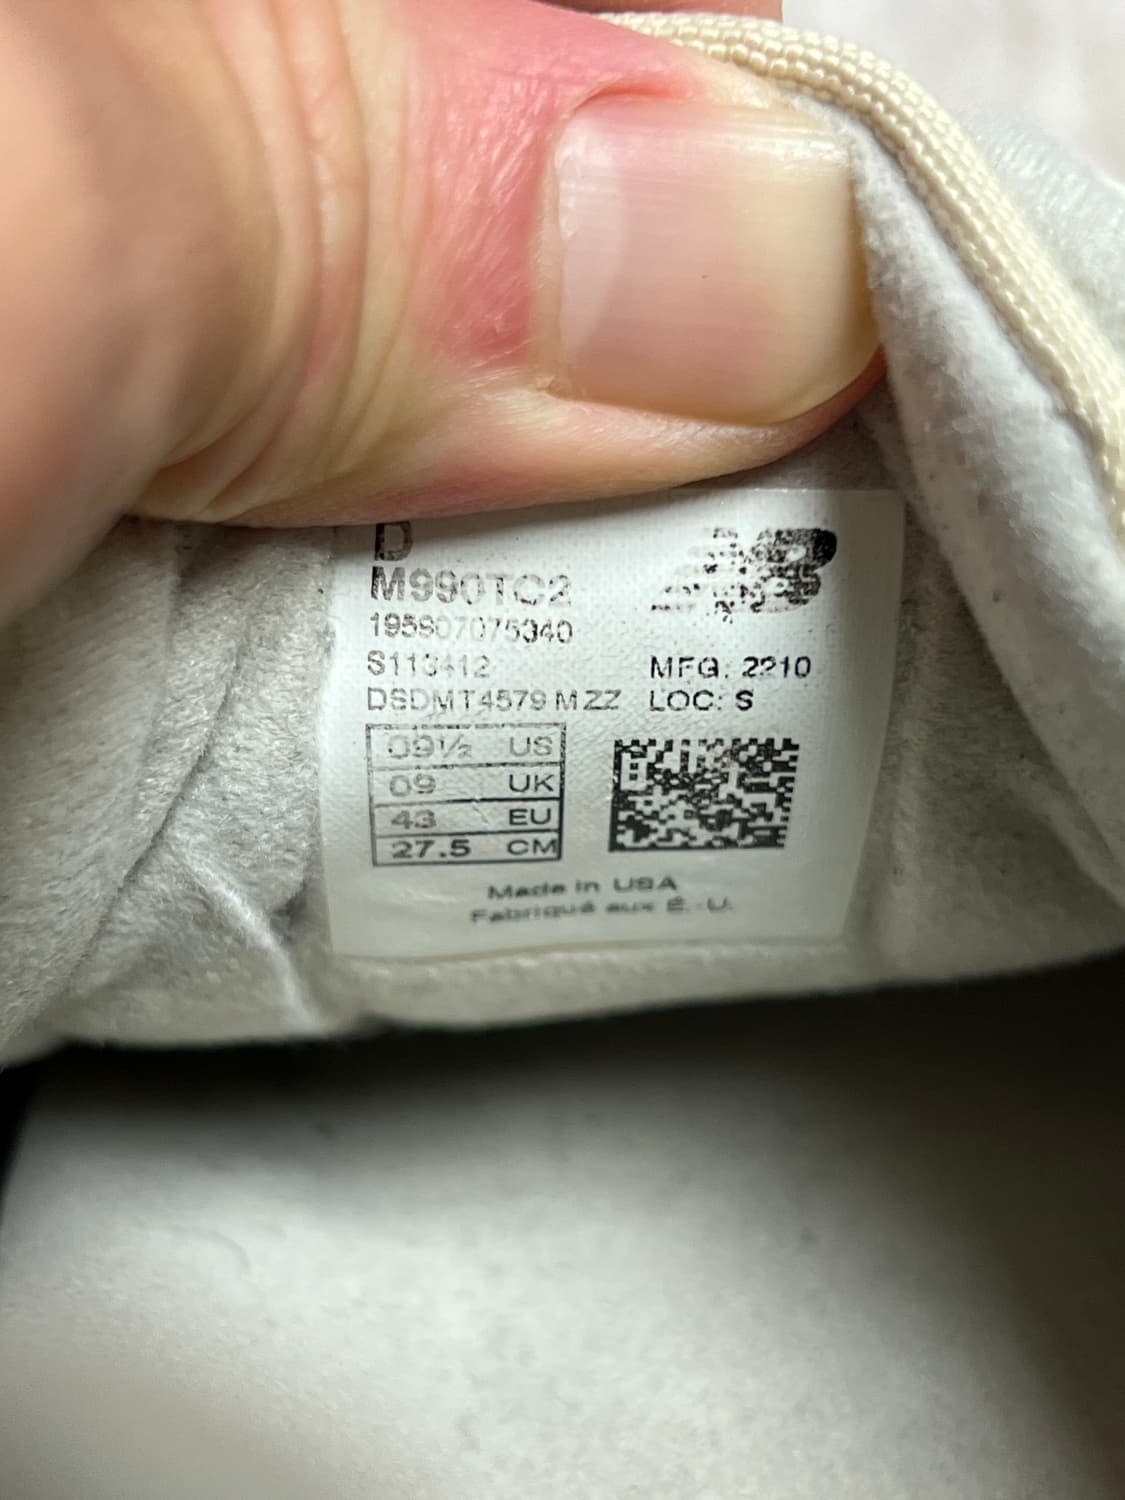 D
M990TC2
195907075340
S113412
MFG: 2210
DSDMT4579 MZZ
LOC: S
09½ US
09 UK
43 EU
27.5 CM
Made in USA
Fabriqué aux É.-U.